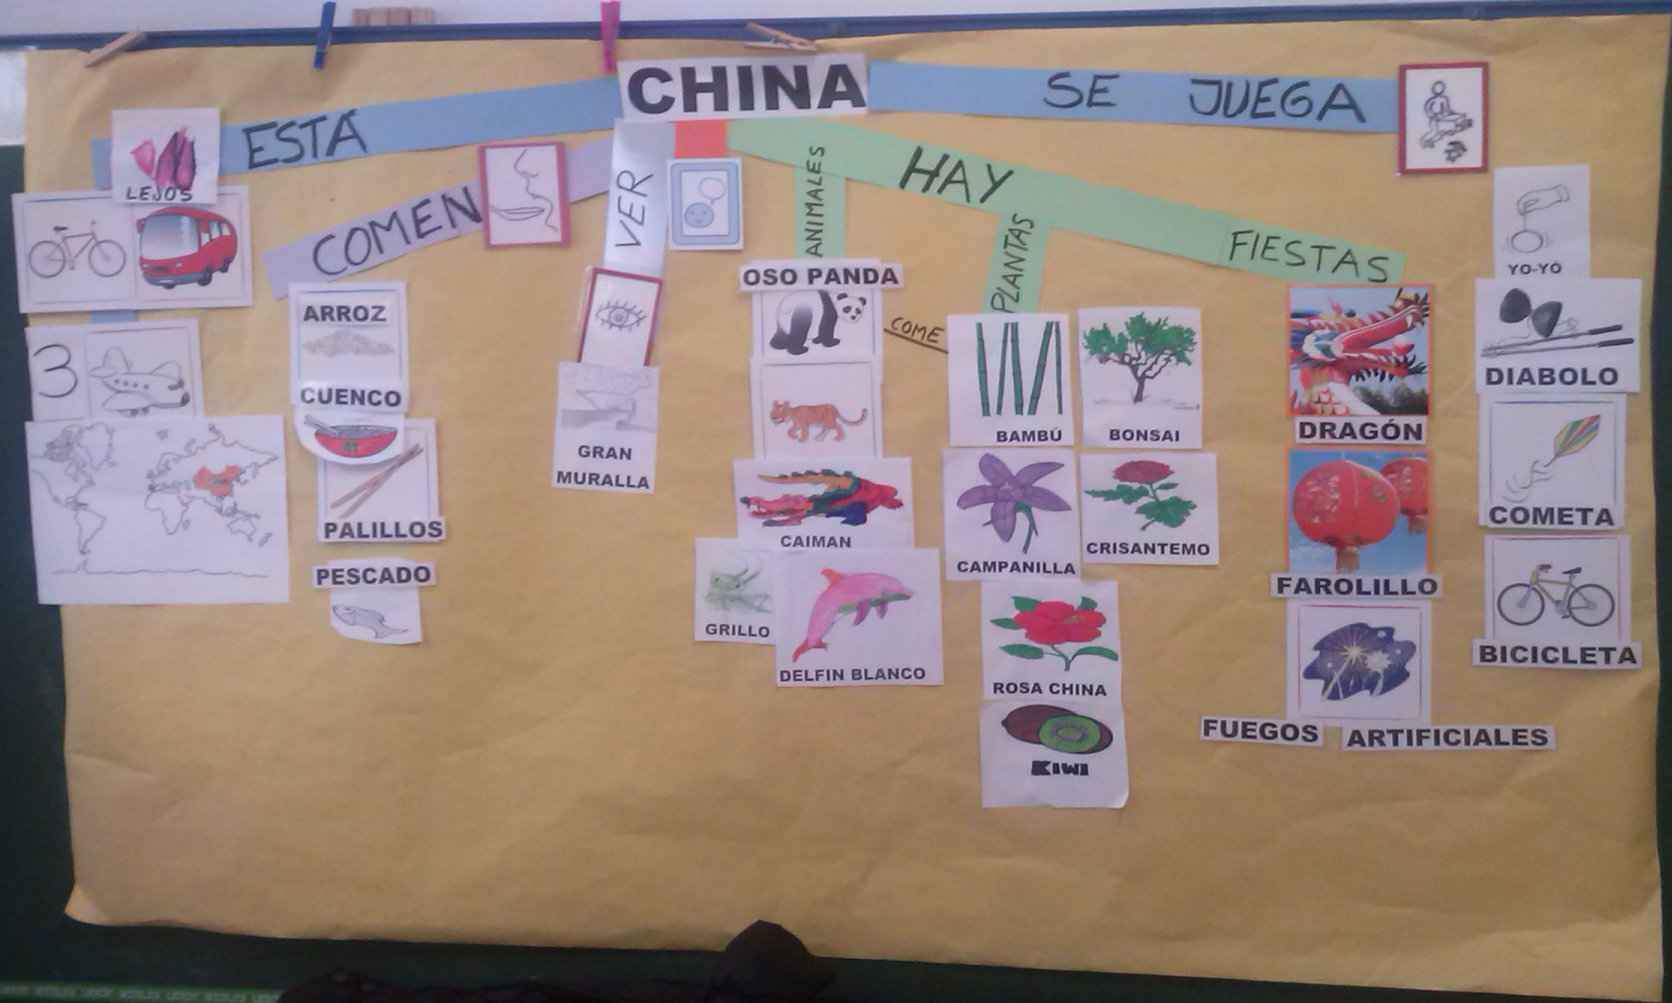 CHINA
ESTÁ
LEJOS
3
COMEN
ARROZ
CUENCO
PALILLOS
PESCADO
VER
GRAN
MURALLA
HAY
ANIMALES
OSO PANDA
COME
CAIMAN
GRILLO
DELFIN BLANCO
PLANTAS
BAMBÚ
BONSAI
CAMPANILLA
CRISANTEMO
ROSA CHINA
KIWI
FIESTAS
DRAGÓN
FAROLILLO
FUEGOS ARTIFICIALES
SE JUEGA
YO-YÓ
DIABOLO
COMETA
BICICLETA